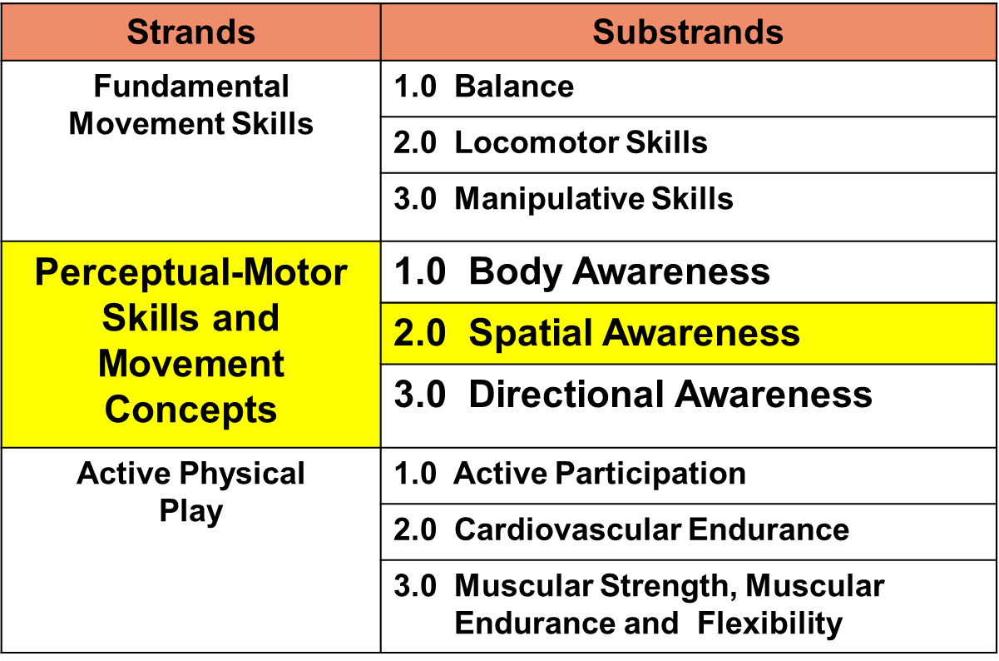 Strands
Substrands
Fundamental
Movement Skills
1.0 Balance
2.0 Locomotor Skills
3.0 Manipulative Skills
Perceptual-Motor
Skills and
Movement
Concepts
1.0 Body Awareness
2.0 Spatial Awareness
3.0 Directional Awareness
Active Physical
Play
1.0 Active Participation
2.0 Cardiovascular Endurance
3.0 Muscular Strength, Muscular
Endurance and Flexibility